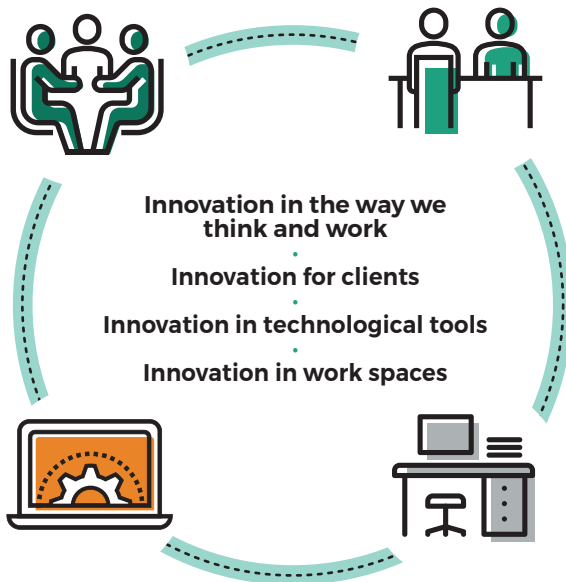 Innovation in the way we
think and work
Innovation for clients
Innovation in technological tools
Innovation in work spaces